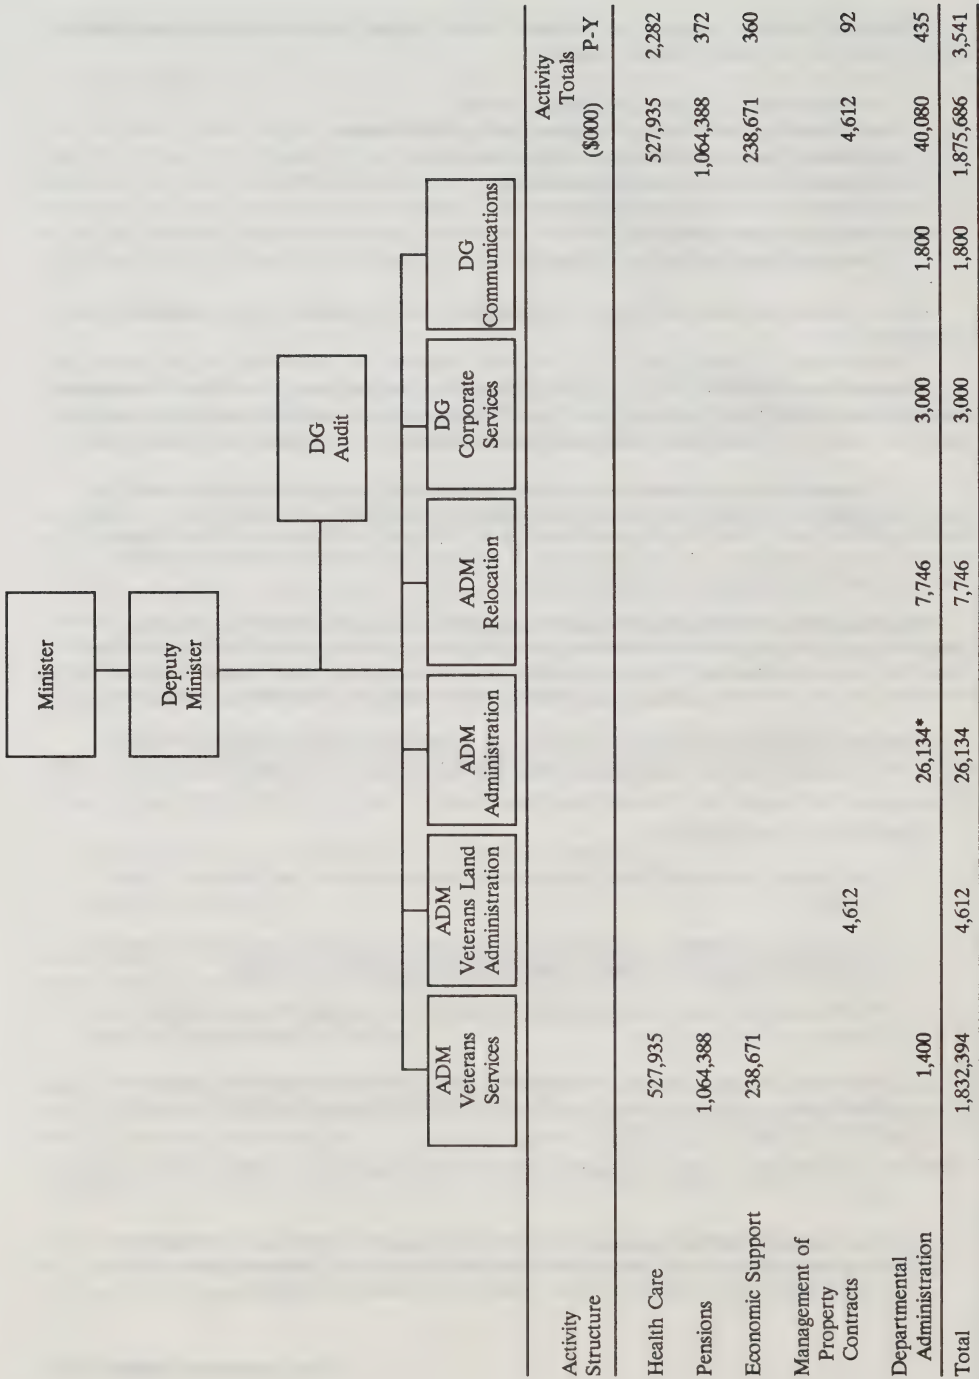 Minister
Deputy
Minister
DG
Audit
ADM
Veterans
Services
ADM
Veterans Land
Administration
ADM
Administration
ADM
Relocation
DG
Corporate
Services
DG
Communications
Activity
Structure
Activity
Totals
($000) P-Y
Health Care 527,935 527,935 2,282
Pensions 1,064,388 1,064,388 372
Economic Support 238,671 238,671 360
Management of
Property
Contracts 4,612 4,612 92
Departmental
Administration 1,400 26,134* 7,746 3,000 1,800 40,080 435
Total 1,832,394 4,612 26,134 7,746 3,000 1,800 1,875,686 3,541